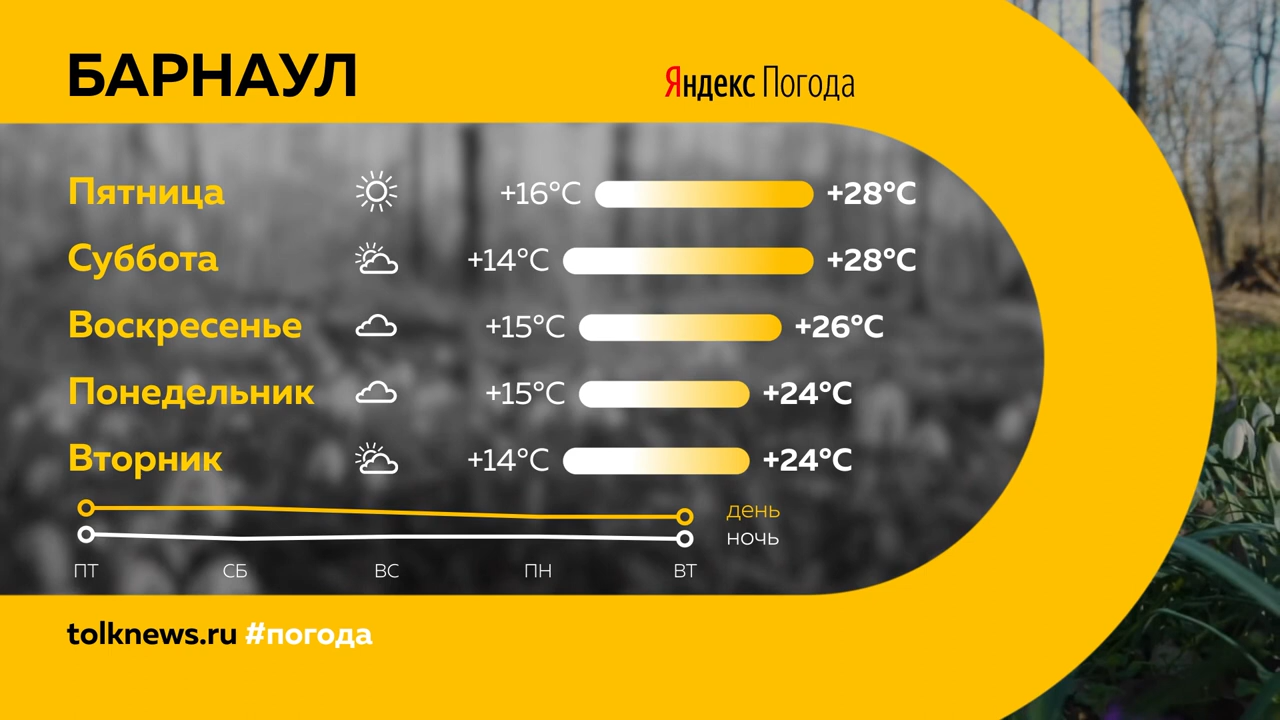 БАРНАУЛ
Яндекс Погода
Пятница +16°C +28°C
Суббота +14°C +28°C
Воскресенье +15°C +26°C
Понедельник +15°C +24°C
Вторник +14°C +24°C
день
ночь
ПТ СБ ВС ПН ВТ
tolknews.ru #погода